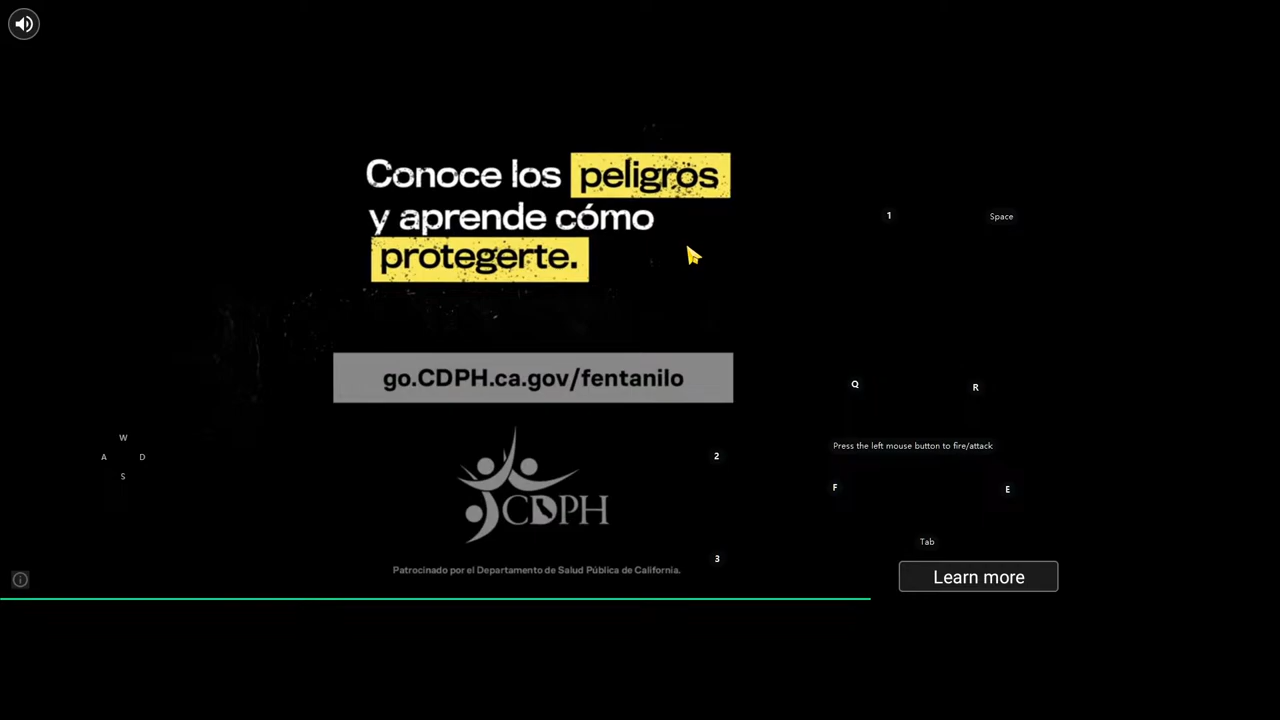 Conoce los peligros
y aprende cómo
protegerte.
1
Space
go.CDPH.ca.gov/fentanilo
Q
R
W
A
D
S
Press the left mouse button to fire/attack
2
F
E
CDPH
Tab
3
Patrocinado por el Departamento de Salud Pública de California.
Learn more